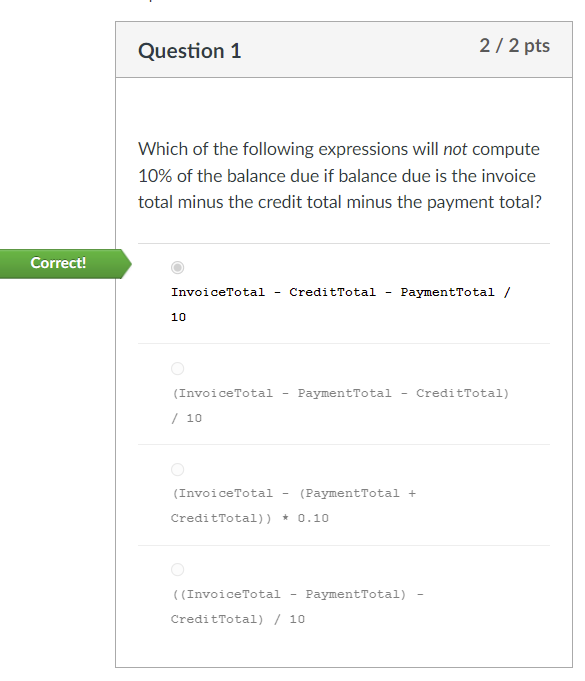 Question 1
2 / 2 pts
Which of the following expressions will not compute
10% of the balance due if balance due is the invoice
total minus the credit total minus the payment total?
Correct!
InvoiceTotal - CreditTotal - PaymentTotal /
10
(InvoiceTotal - PaymentTotal - CreditTotal)
/ 10
(InvoiceTotal - (PaymentTotal +
CreditTotal)) * 0.10
((InvoiceTotal - PaymentTotal) -
CreditTotal) / 10